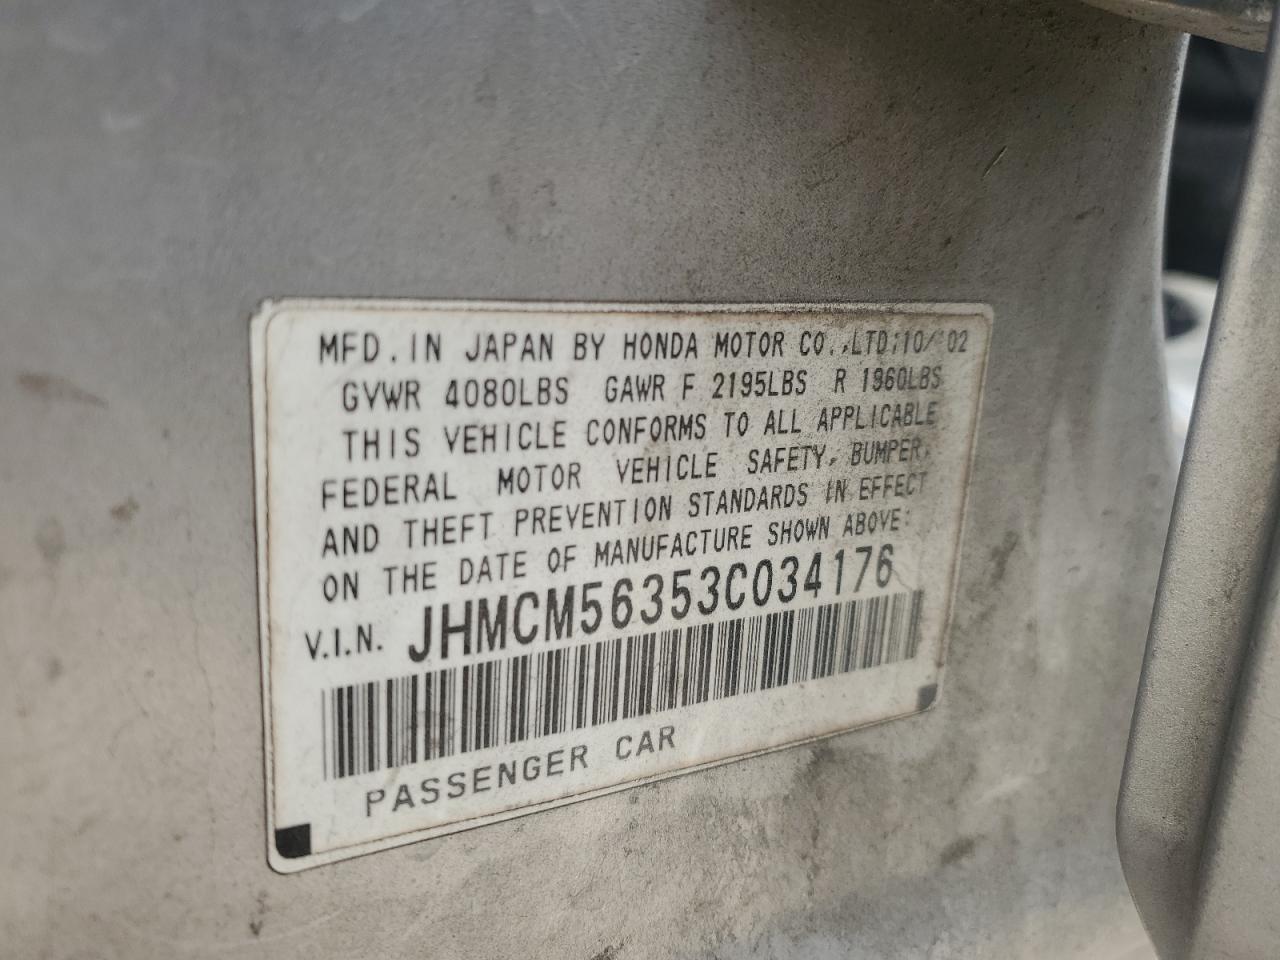 MFD. IN JAPAN BY HONDA MOTOR CO., LTD; 10/ 02
GVWR 4080LBS GAWR F 2195LBS R 1960LBS
THIS VEHICLE CONFORMS TO ALL APPLICABLE
FEDERAL MOTOR VEHICLE SAFETY, BUMPER,
AND THEFT PREVENTION STANDARDS IN EFFECT
ON THE DATE OF MANUFACTURE SHOWN ABOVE:
V.I.N. JHMCM56353C034176
PASSENGER CAR